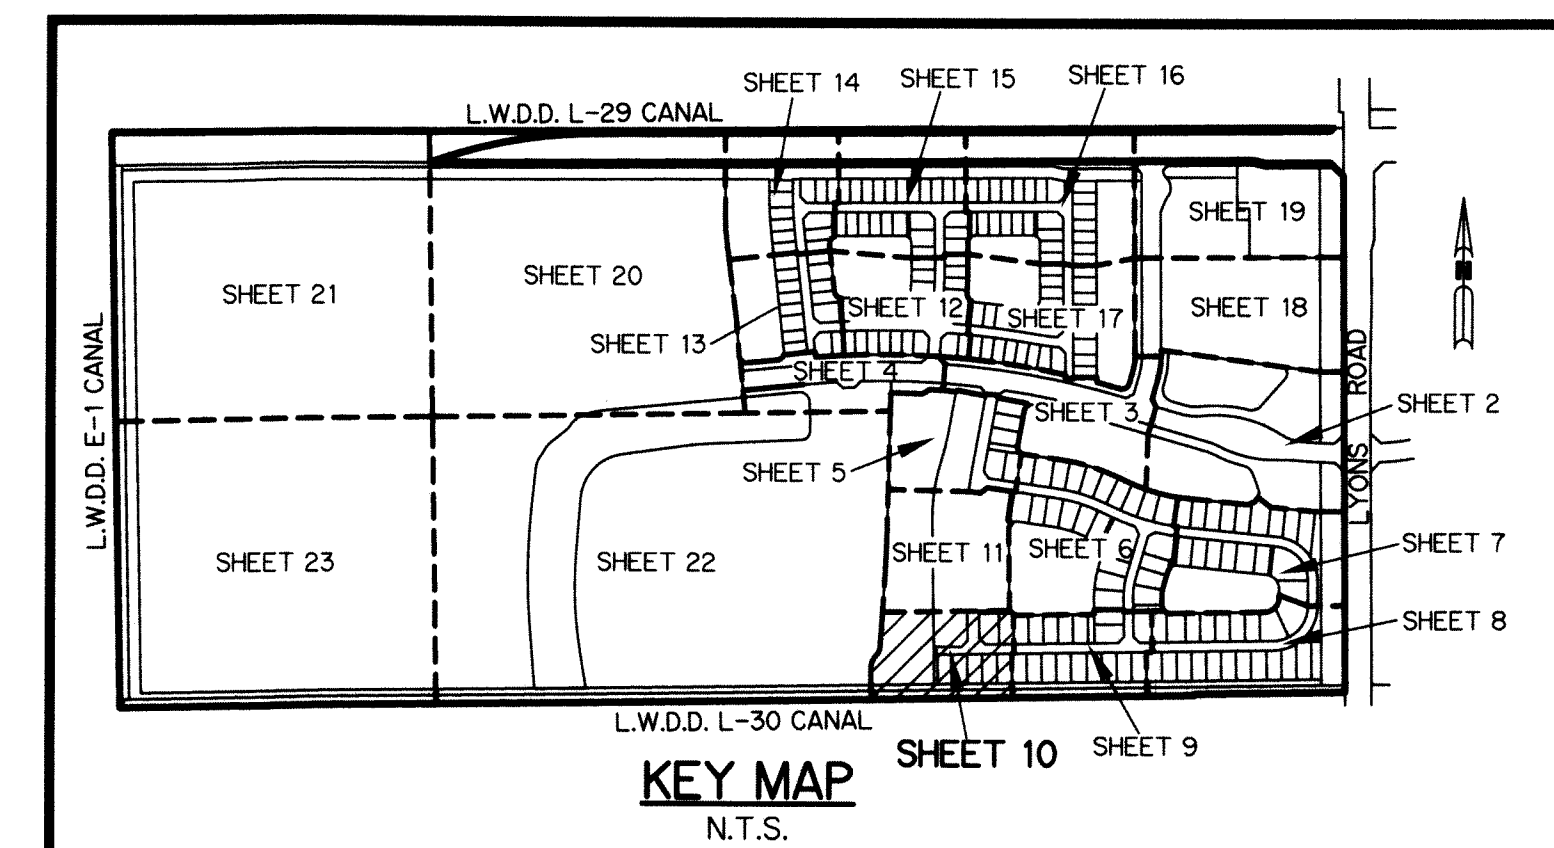 SHEET 14
SHEET 15
SHEET 16
L.W.D.D. L-29 CANAL
SHEET 19
SHEET 21
SHEET 20
SHEET 12
SHEET 17
SHEET 18
N
SHEET 13
SHEET 4
L.W.D.D. E-1 CANAL
SHEET 3
SHEET 2
LYONS ROAD
SHEET 5
SHEET 23
SHEET 22
SHEET 11
SHEET 6
SHEET 7
SHEET 8
L.W.D.D. L-30 CANAL
SHEET 10
SHEET 9
KEY MAP
N.T.S.